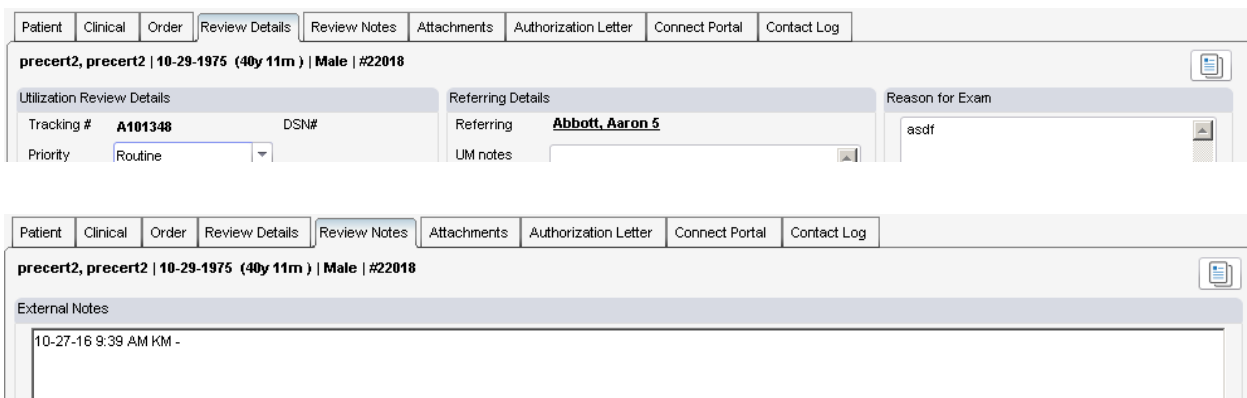 Patient Clinical Order Review Details Review Notes Attachments Authorization Letter Connect Portal Contact Log
precert2, precert2 | 10-29-1975 (40y 11m ) | Male | #22018
Utilization Review Details Referring Details Reason for Exam
Tracking # A101348 DSN# Referring Abbott, Aaron 5 asdf
Priority Routine UM notes
Patient Clinical Order Review Details Review Notes Attachments Authorization Letter Connect Portal Contact Log
precert2, precert2 | 10-29-1975 (40y 11m ) | Male | #22018
External Notes
10-27-16 9:39 AM KM -